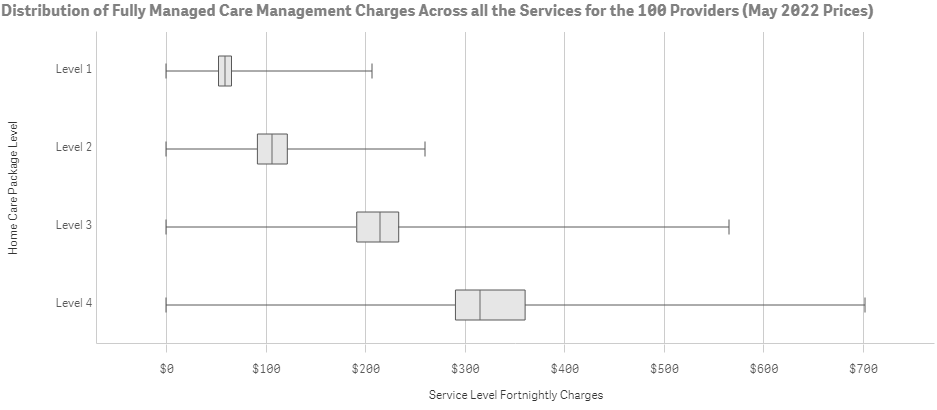 Distribution of Fully Managed Care Management Charges Across all the Services for the 100 Providers (May 2022 Prices)
Home Care Package Level
Level 1
Level 2
Level 3
Level 4
$0 $100 $200 $300 $400 $500 $600 $700
Service Level Fortnightly Charges